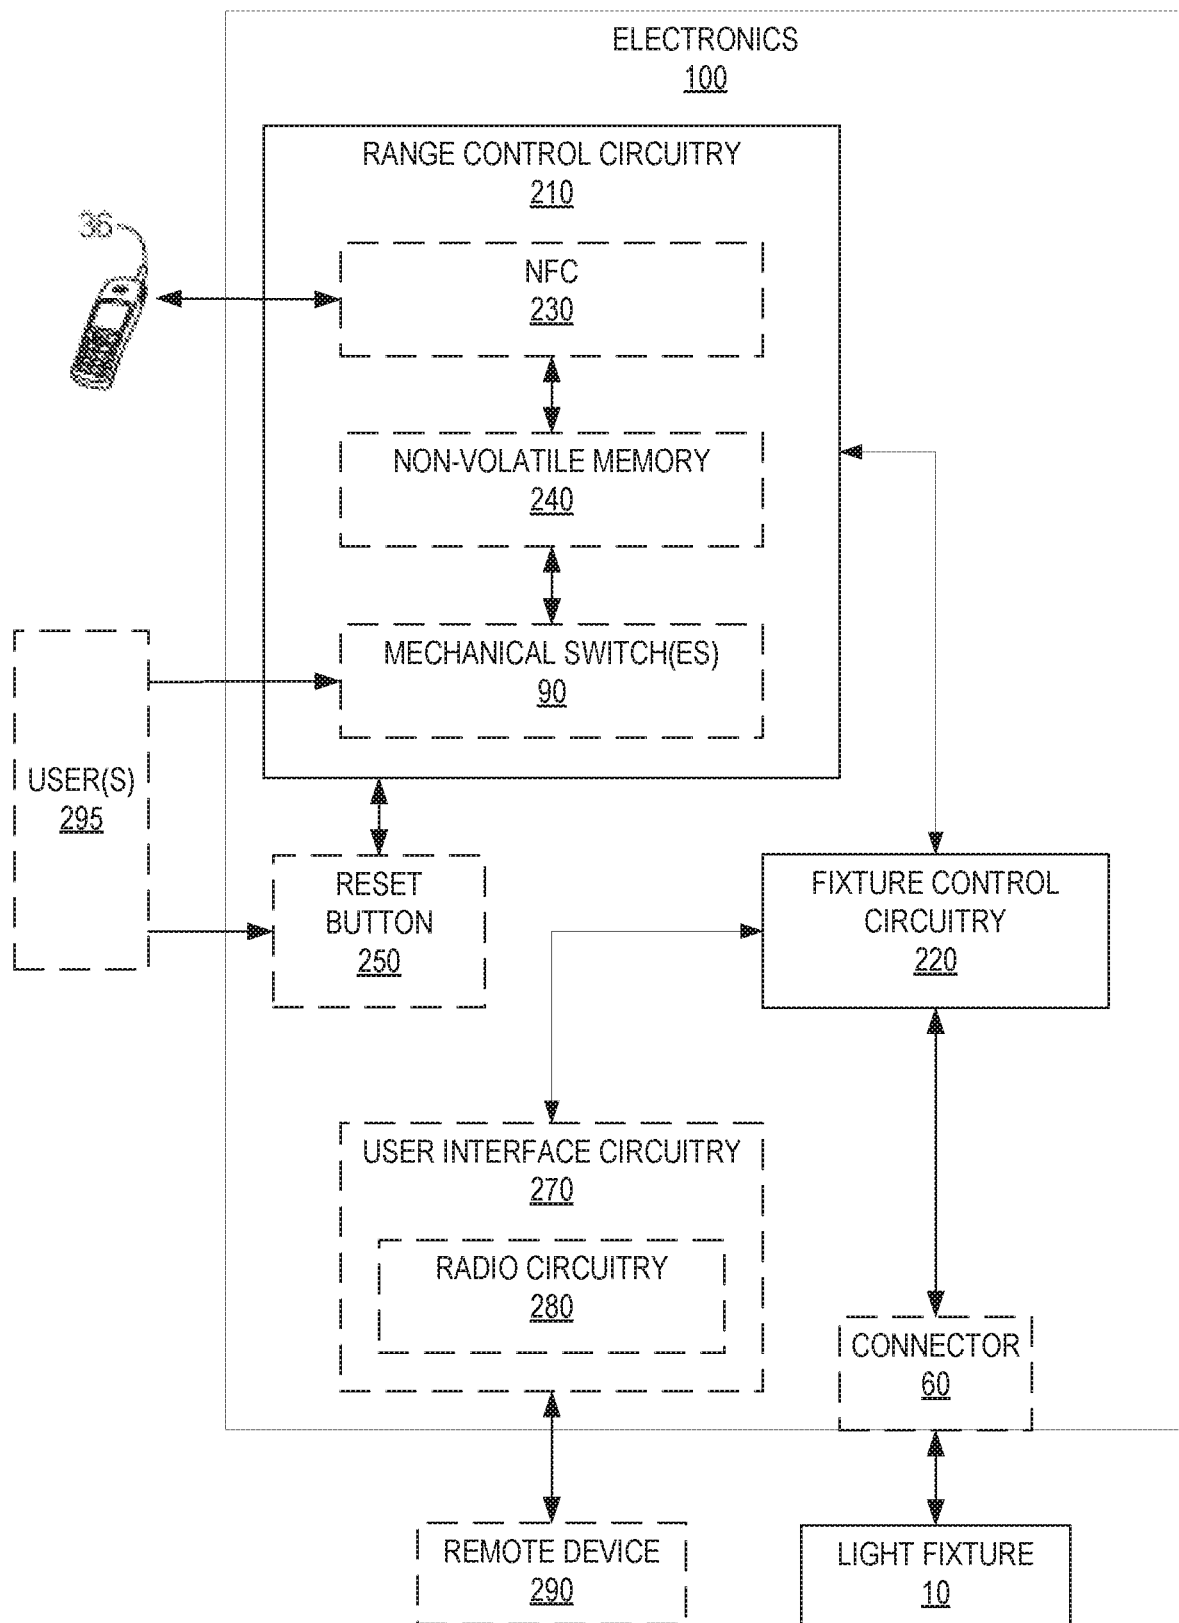 ELECTRONICS
100
RANGE CONTROL CIRCUITRY
210
36
NFC
230
NON-VOLATILE MEMORY
240
MECHANICAL SWITCH(ES)
90
USER(S)
295
RESET
BUTTON
250
FIXTURE CONTROL
CIRCUITRY
220
USER INTERFACE CIRCUITRY
270
RADIO CIRCUITRY
280
CONNECTOR
60
REMOTE DEVICE
290
LIGHT FIXTURE
10